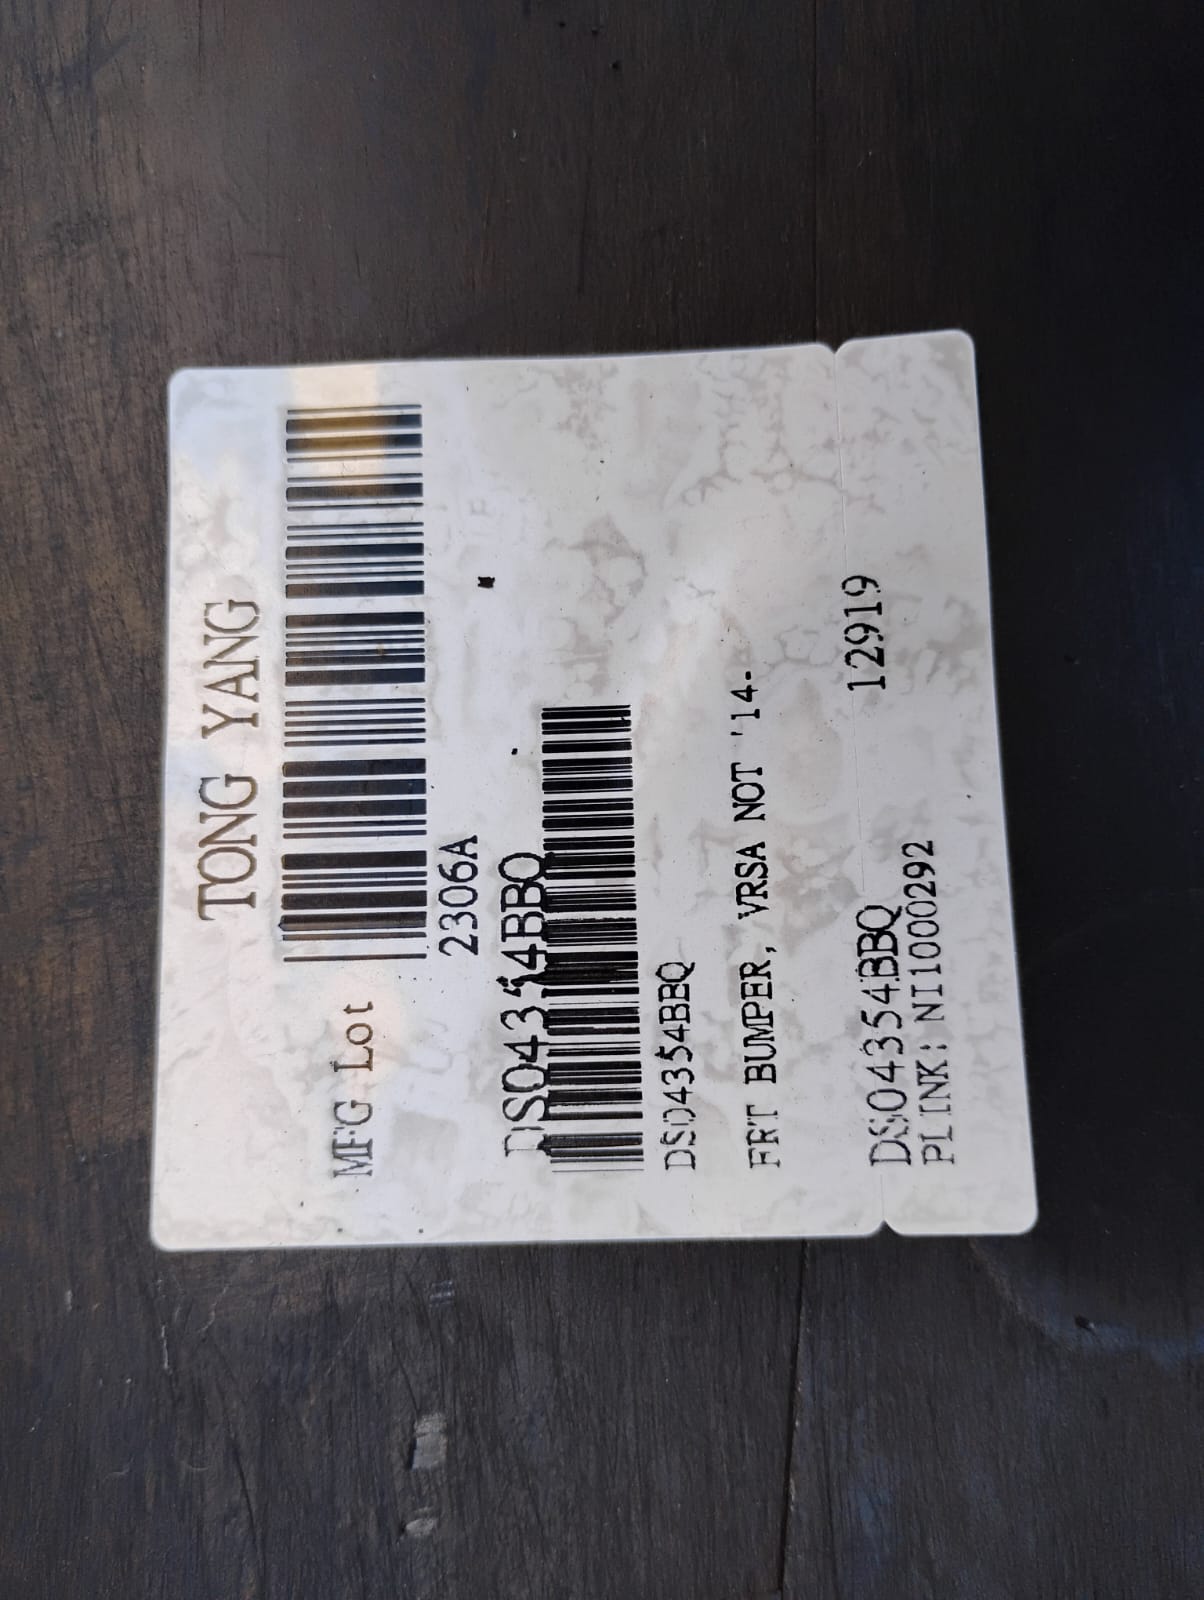 TONG YANG
MFG Lot
2306A
DS04354BBQ
DS04354BBQ
FRT BUMPER, VRSA NOT '14-
DS04354BBQ 12919
PLINK: NI1000292